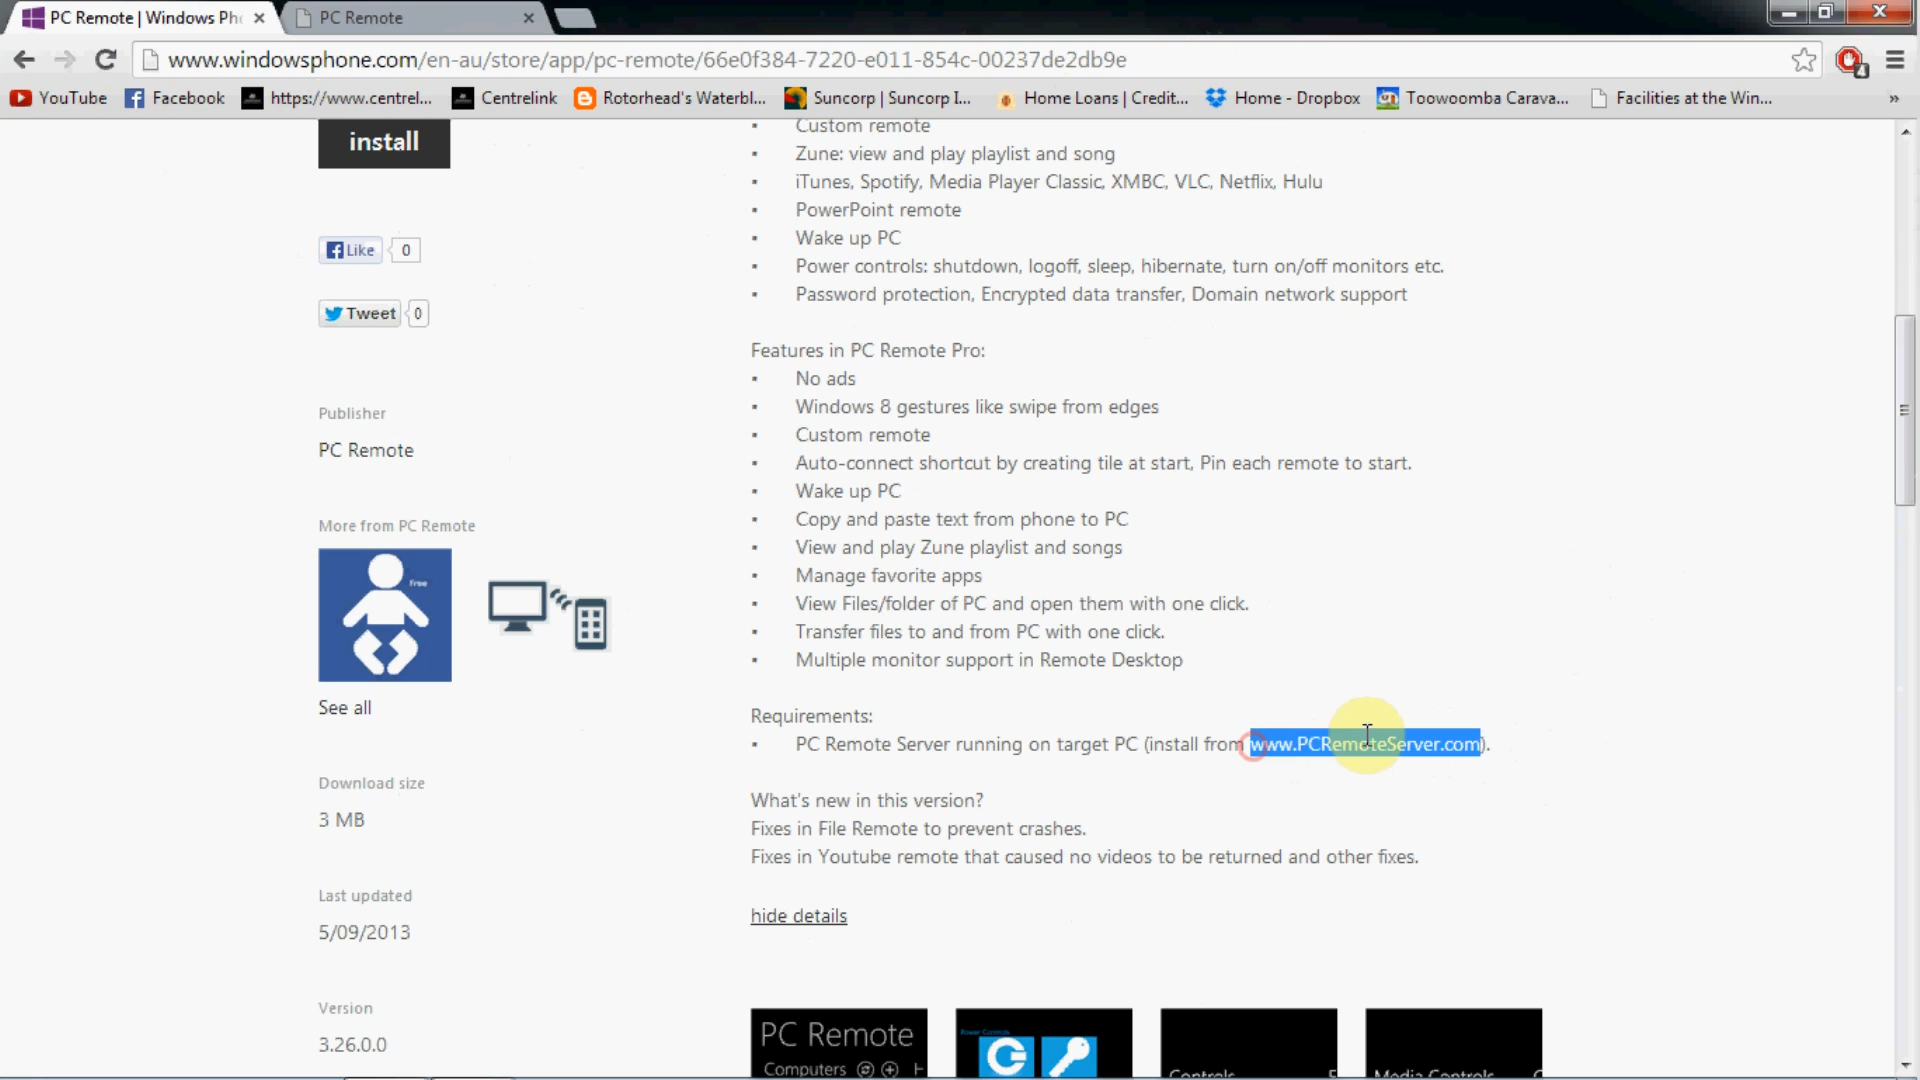 PC Remote | Windows Pho
PC Remote
www.windowsphone.com/en-au/store/app/pc-remote/66e0f384-7220-e011-854c-00237de2db9e
4
YouTube
Facebook
https://www.centrel...
Centrelink
Rotorhead's Waterbl...
Suncorp | Suncorp I...
Home Loans | Credit...
Home - Dropbox
Toowoomba Carava...
Facilities at the Win...
»
install
Like 0
Tweet 0
Publisher
PC Remote
More from PC Remote
Free
See all
Download size
3 MB
Last updated
5/09/2013
Version
3.26.0.0
▪ Custom remote
▪ Zune: view and play playlist and song
▪ iTunes, Spotify, Media Player Classic, XMBC, VLC, Netflix, Hulu
▪ PowerPoint remote
▪ Wake up PC
▪ Power controls: shutdown, logoff, sleep, hibernate, turn on/off monitors etc.
▪ Password protection, Encrypted data transfer, Domain network support
Features in PC Remote Pro:
▪ No ads
▪ Windows 8 gestures like swipe from edges
▪ Custom remote
▪ Auto-connect shortcut by creating tile at start, Pin each remote to start.
▪ Wake up PC
▪ Copy and paste text from phone to PC
▪ View and play Zune playlist and songs
▪ Manage favorite apps
▪ View Files/folder of PC and open them with one click.
▪ Transfer files to and from PC with one click.
▪ Multiple monitor support in Remote Desktop
Requirements:
▪ PC Remote Server running on target PC (install from www.PCRemoteServer.com).
What's new in this version?
Fixes in File Remote to prevent crashes.
Fixes in Youtube remote that caused no videos to be returned and other fixes.
hide details
PC Remote
Computers
Power Controls
Controls
Media Controls